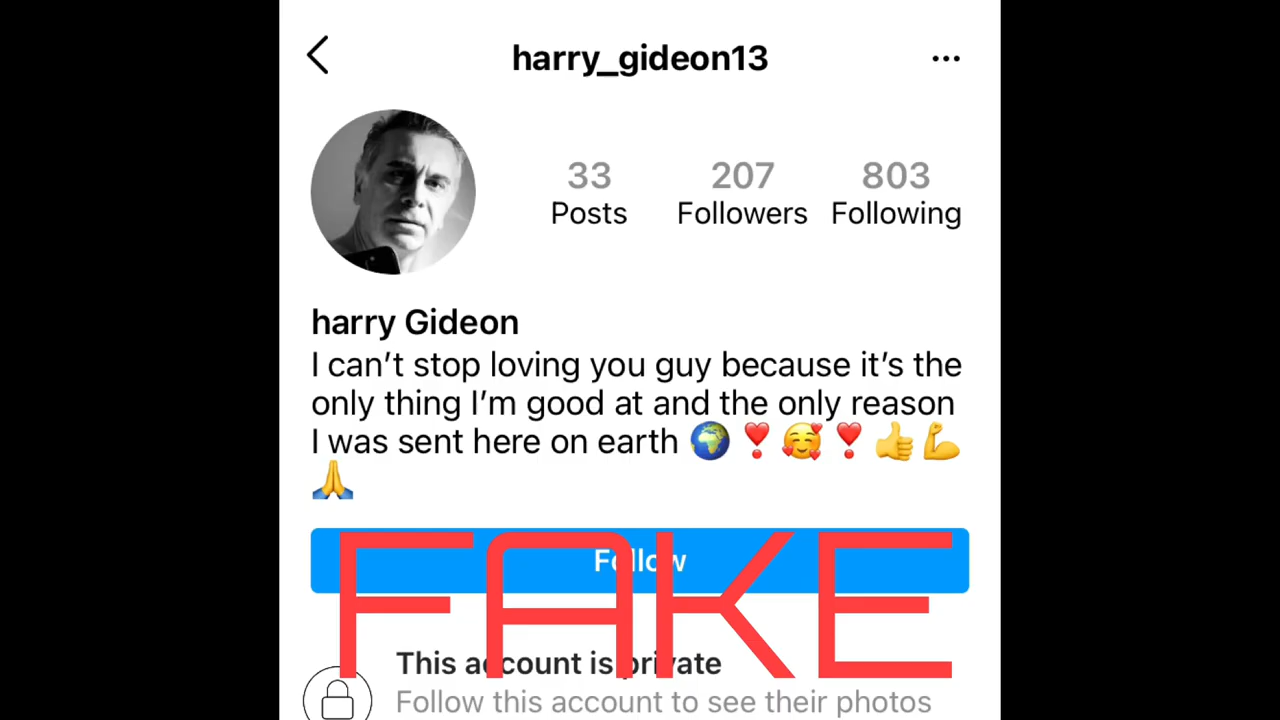 harry_gideon13
33 207 803
Posts Followers Following
harry Gideon
I can't stop loving you guy because it's the
only thing I'm good at and the only reason
I was sent here on earth 🌍❣️🥰❣️👍💪
🙏
Follow
FAKE
This account is private
Follow this account to see their photos